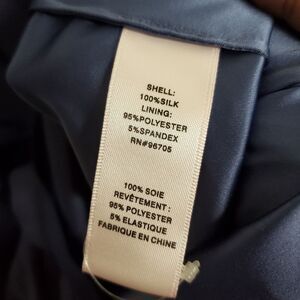 SHELL:
100%SILK
LINING:
95%POLYESTER
5%SPANDEX
RN#96705
100% SOIE
REVÊTEMENT :
95% POLYESTER
5% ELASTIQUE
FABRIQUE EN CHINE